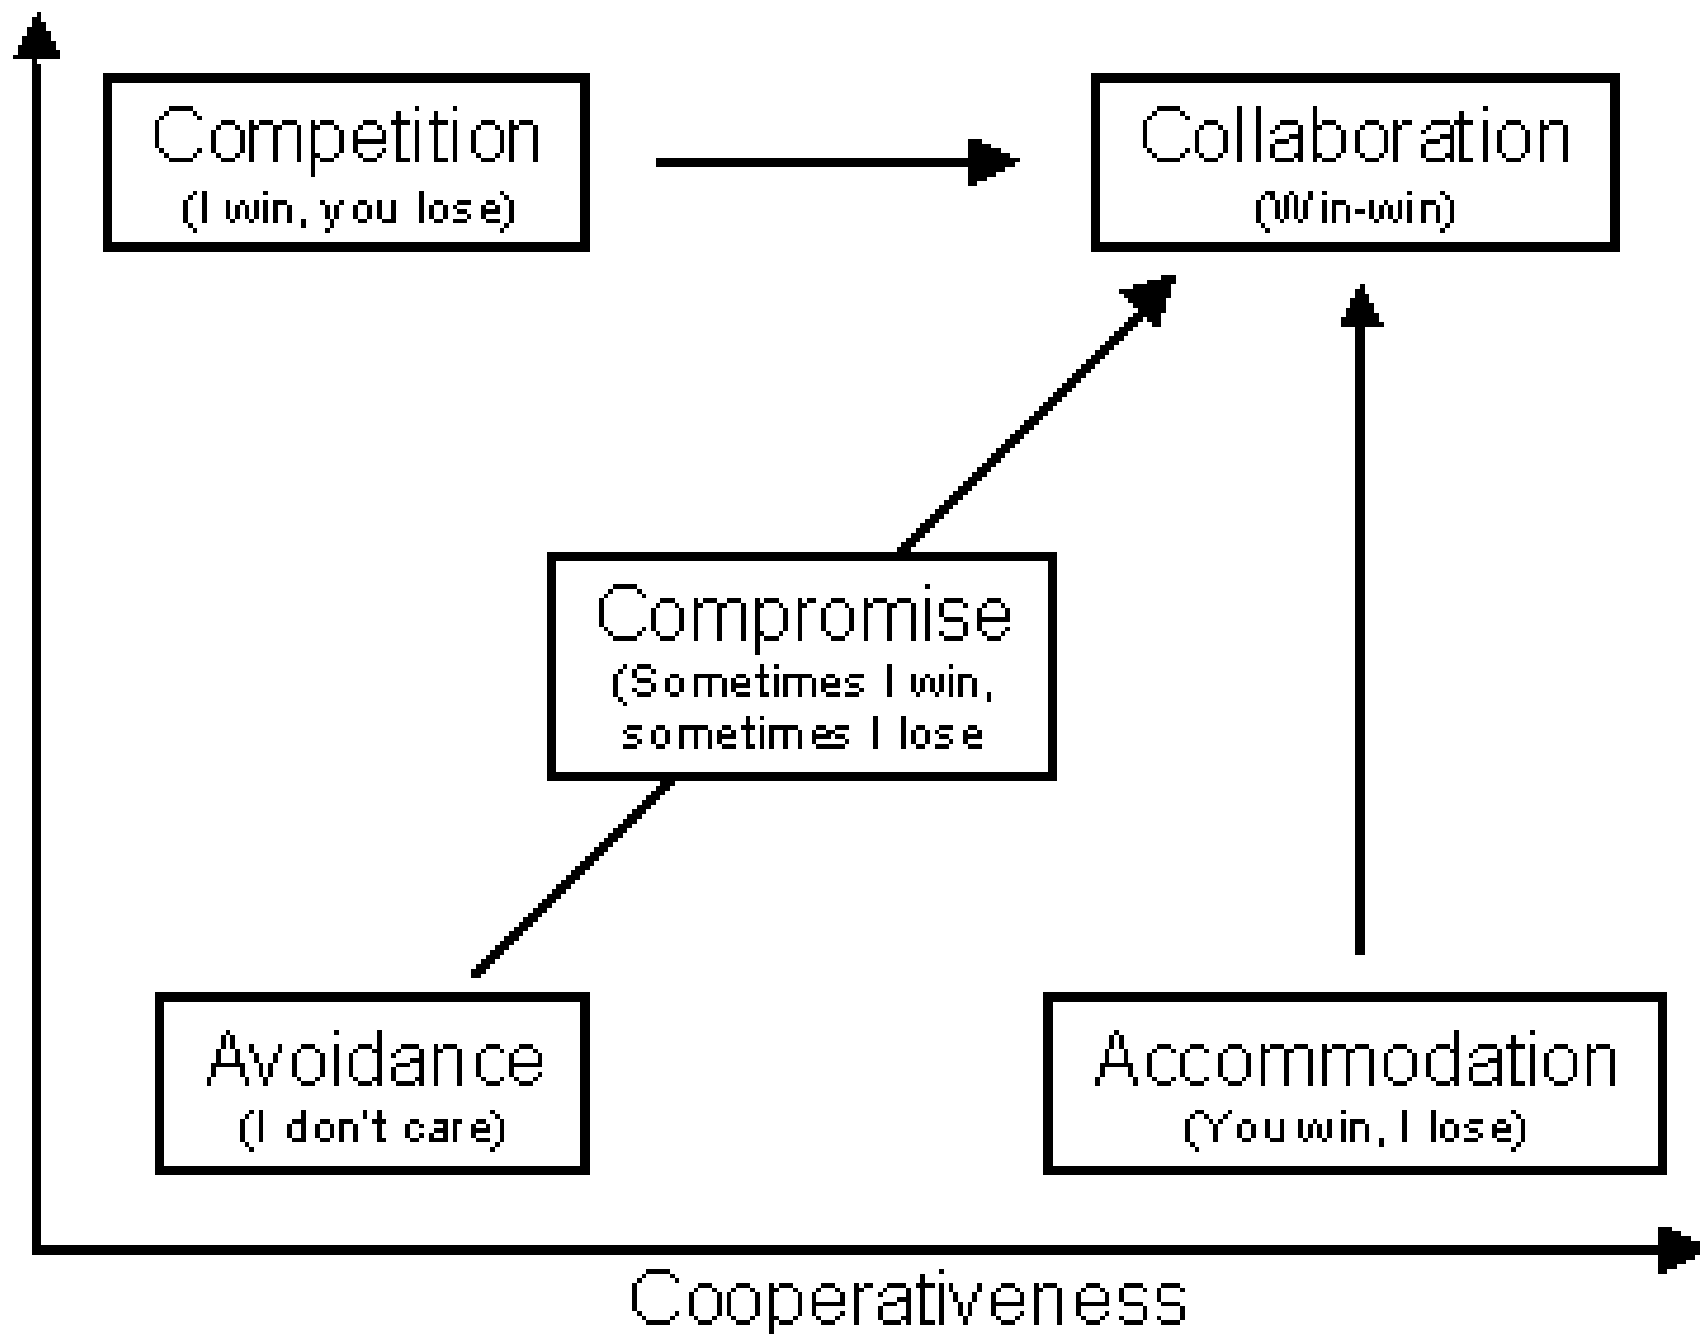 Competition
(I win, you lose)
Collaboration
(Win-win)
Compromise
(Sometimes I win,
sometimes I lose
Avoidance
(I don't care)
Accommodation
(You win, I lose)
Cooperativeness